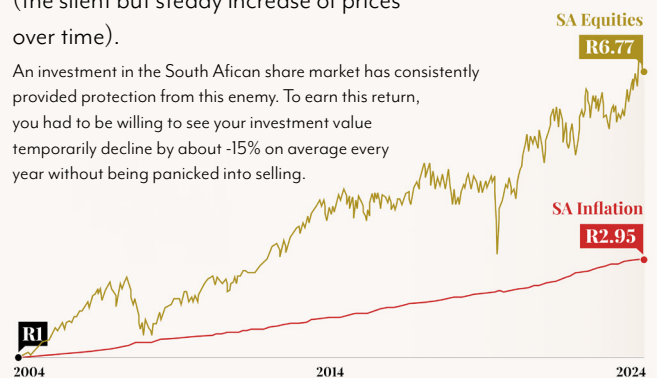 (the silent but steady increase of prices
over time).
An investment in the South Afican share market has consistently
provided protection from this enemy. To earn this return,
you had to be willing to see your investment value
temporarily decline by about -15% on average every
year without being panicked into selling.
SA Equities
R6.77
SA Inflation
R2.95
R1
2004
2014
2024